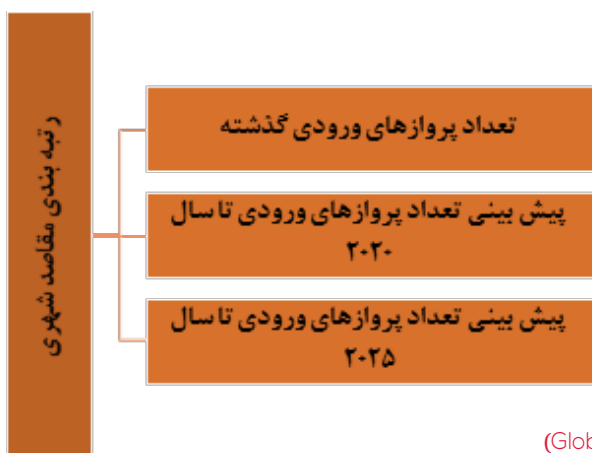 رتبه بندی مقاصد شهری
تعداد پروازهای ورودی گذشته
پیش بینی تعداد پروازهای ورودی تا سال
۲۰۲۰
پیش بینی تعداد پروازهای ورودی تا سال
۲۰۲۵
(Glob